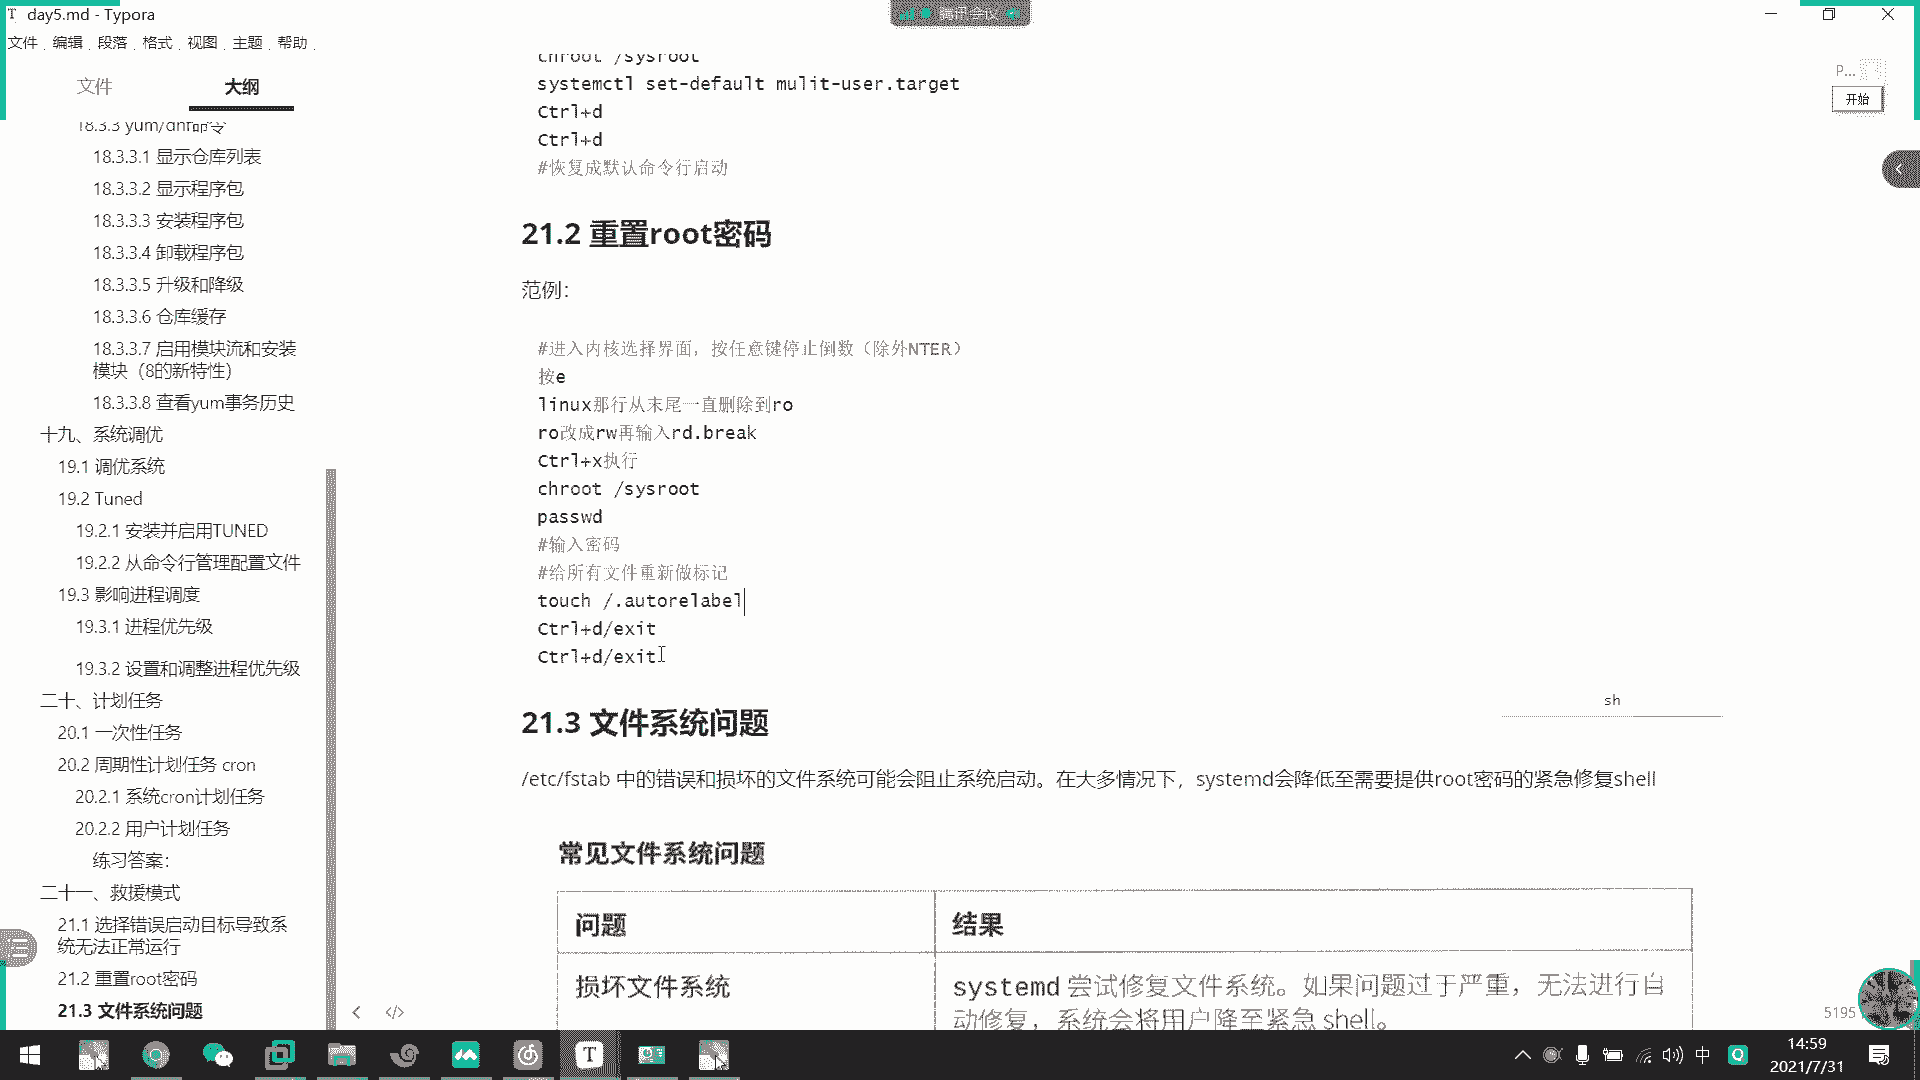 day5.md - Typora
腾讯会议
文件 编辑 段落 格式 视图 主题 帮助
文件
大纲
18.3.3 yum/dnf命令
18.3.3.1 显示仓库列表
18.3.3.2 显示程序包
18.3.3.3 安装程序包
18.3.3.4 卸载程序包
18.3.3.5 升级和降级
18.3.3.6 仓库缓存
18.3.3.7 启用模块流和安装
模块（8的新特性）
18.3.3.8 查看yum事务历史
十九、系统调优
19.1 调优系统
19.2 Tuned
19.2.1 安装并启用TUNED
19.2.2 从命令行管理配置文件
19.3 影响进程调度
19.3.1 进程优先级
19.3.2 设置和调整进程优先级
二十、计划任务
20.1 一次性任务
20.2 周期性计划任务 cron
20.2.1 系统cron计划任务
20.2.2 用户计划任务
练习答案：
二十一、救援模式
21.1 选择错误启动目标导致系
统无法正常运行
21.2 重置root密码
21.3 文件系统问题
chroot /sysroot
systemctl set-default mulit-user.target
Ctrl+d
Ctrl+d
#恢复成默认命令行启动
21.2 重置root密码
范例：
#进入内核选择界面，按任意键停止倒数（除外NTER）
按e
linux那行从末尾一直删除到ro
ro改成rw再输入rd.break
Ctrl+x执行
chroot /sysroot
passwd
#输入密码
#给所有文件重新做标记
touch /.autorelabel
Ctrl+d/exit
Ctrl+d/exit
sh
21.3 文件系统问题
/etc/fstab 中的错误和损坏的文件系统可能会阻止系统启动。在大多情况下，systemd会降低至需要提供root密码的紧急修复shell
常见文件系统问题
问题
结果
损坏文件系统
systemd 尝试修复文件系统。如果问题过于严重，无法进行自
动修复，系统会将用户降至紧急 shell。
P...
开始
5195
中
14:59
2021/7/31